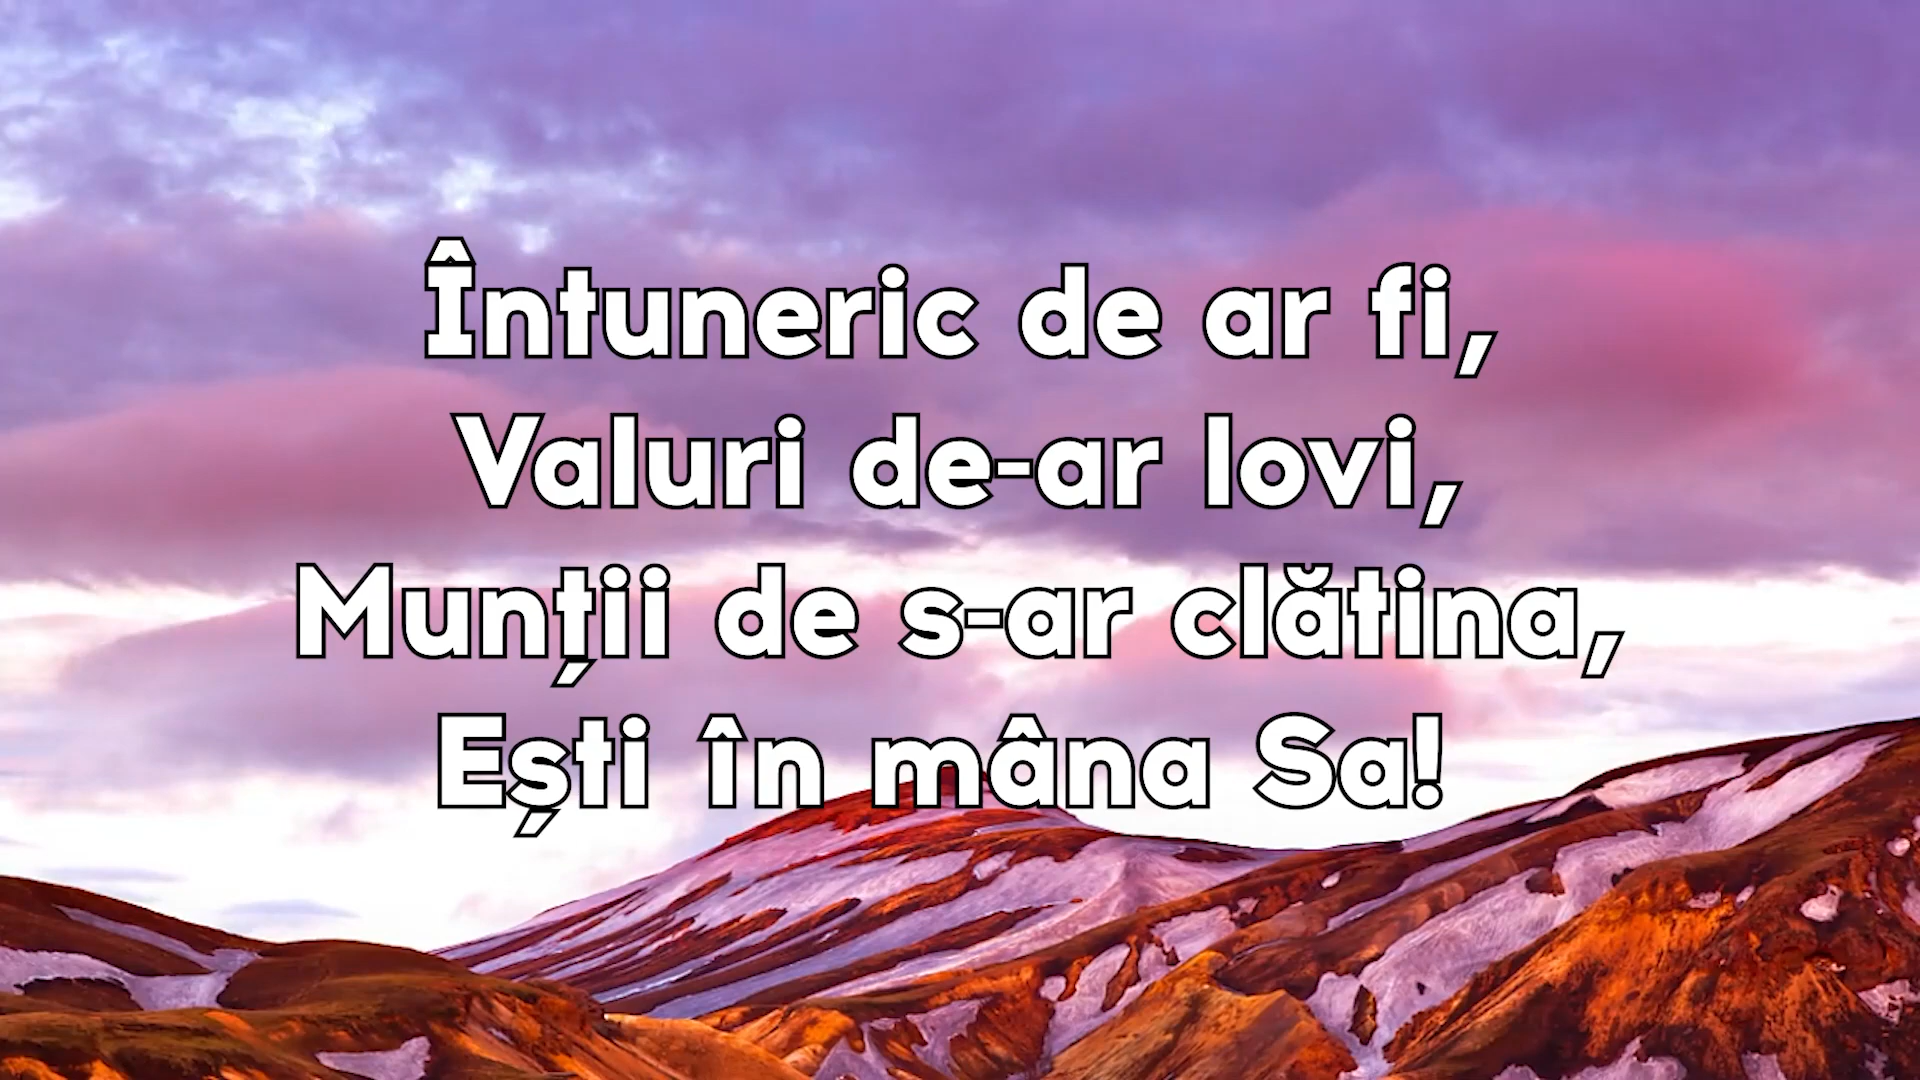 Întuneric de ar fi,
Valuri de-ar lovi,
Munții de s-ar clătina,
Ești în mâna Sa!